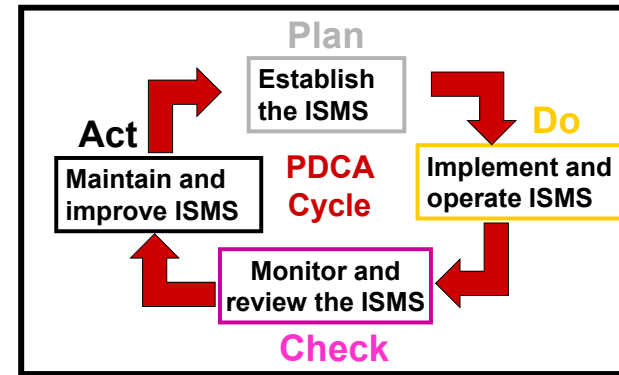 Plan
Establish
the ISMS
Do
Implement and
operate ISMS
Act
Maintain and
improve ISMS
PDCA
Cycle
Monitor and
review the ISMS
Check